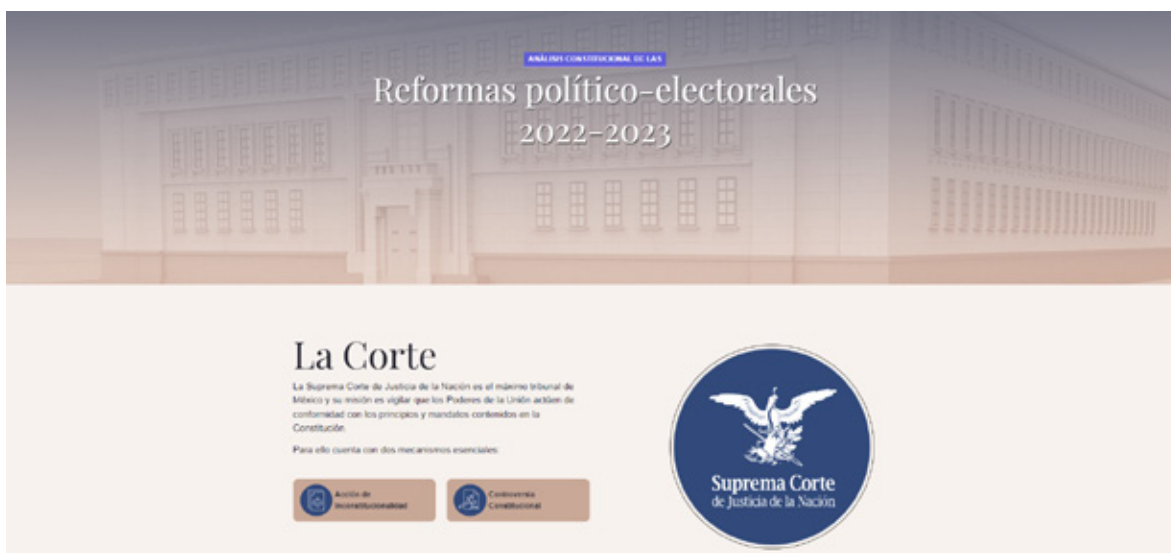 ANÁLISIS CONSTITUCIONAL DE LAS
Reformas político-electorales
2022-2023
La Corte
La Suprema Corte de Justicia de la Nación es el máximo tribunal de
México y su misión es vigilar que los Poderes de la Unión actúen de
conformidad con los principios y mandatos contenidos en la
Constitución.
Para ello cuenta con dos mecanismos esenciales:
Acción de
Inconstitucionalidad
Controversia
Constitucional
Suprema Corte
de Justicia de la Nación